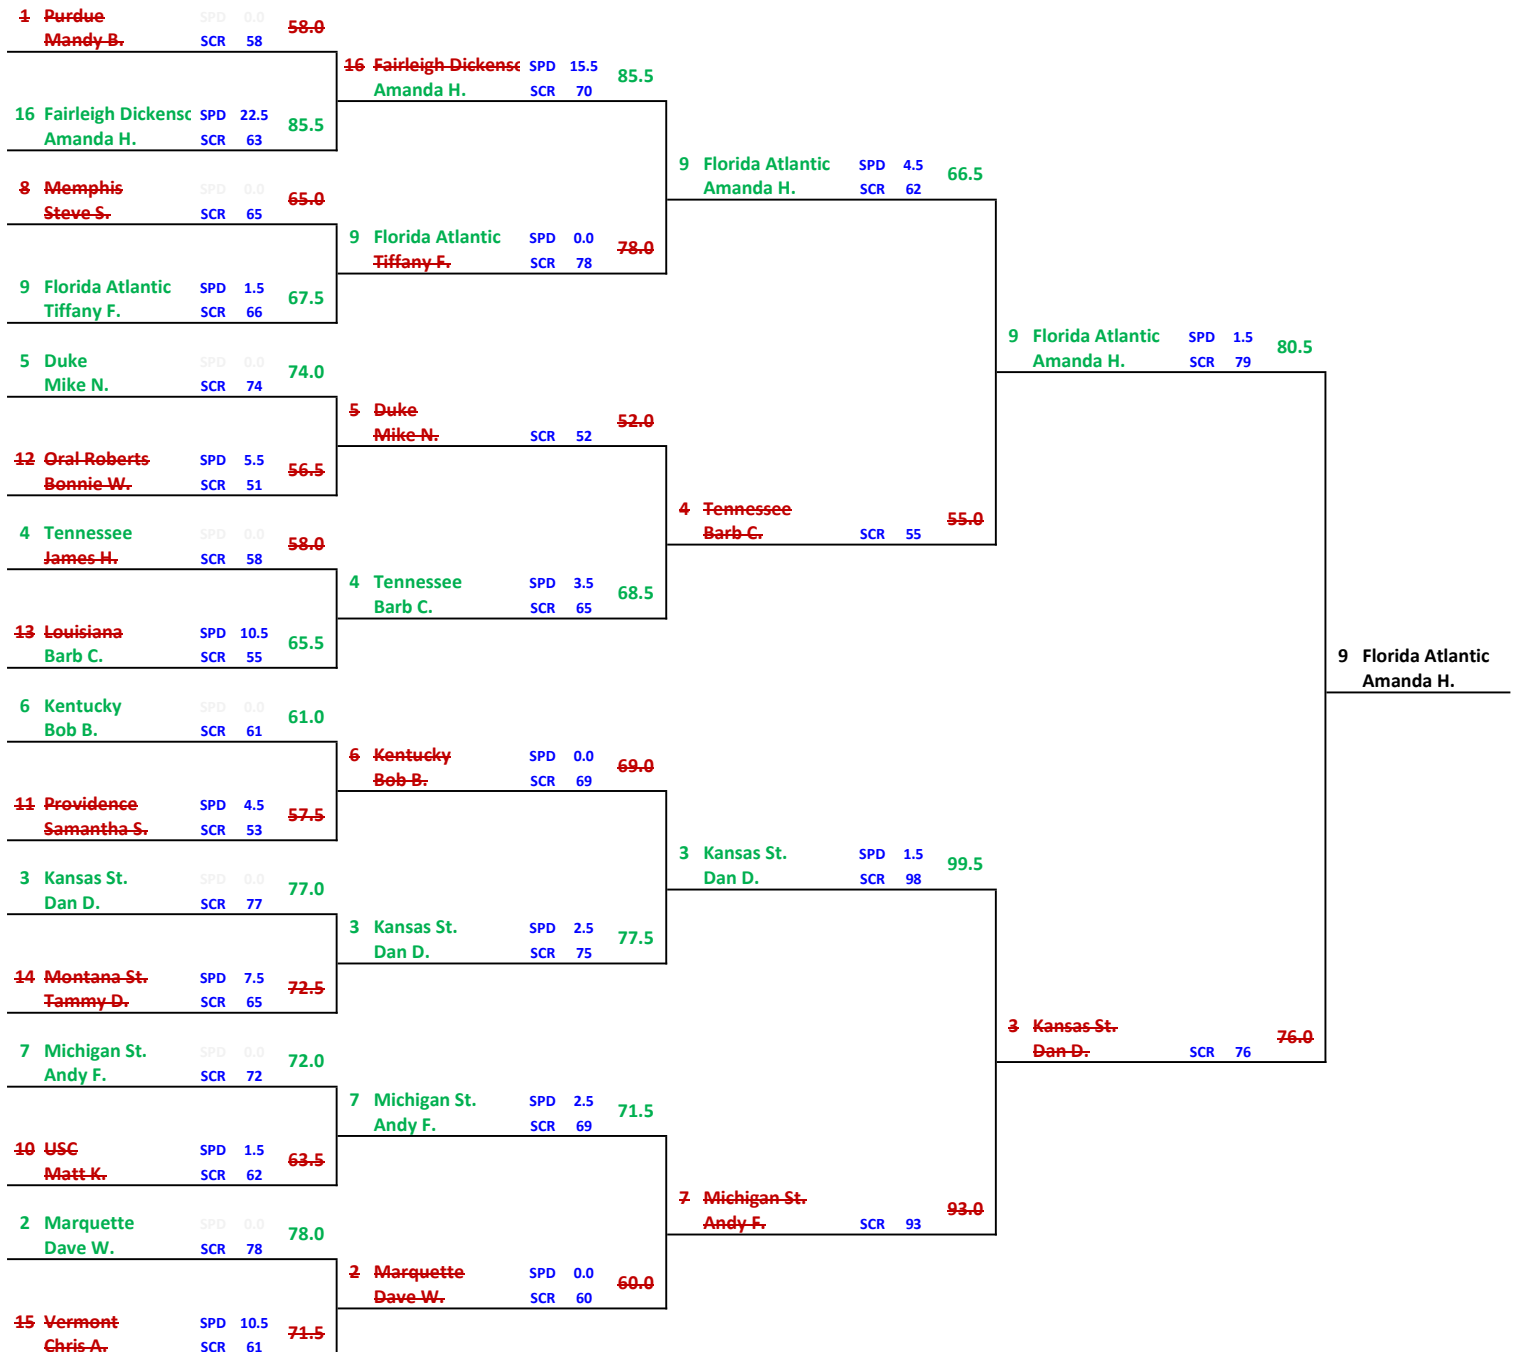 1 Purdue SPD 0.0 58.0
Mandy B. SCR 58
16 Fairleigh Dickensc SPD 22.5 85.5
Amanda H. SCR 63
8 Memphis SPD 0.0 65.0
Steve S. SCR 65
9 Florida Atlantic SPD 1.5 67.5
Tiffany F. SCR 66
5 Duke SPD 0.0 74.0
Mike N. SCR 74
12 Oral Roberts SPD 5.5 56.5
Bonnie W. SCR 51
4 Tennessee SPD 0.0 58.0
James H. SCR 58
13 Louisiana SPD 10.5 65.5
Barb C. SCR 55
6 Kentucky SPD 0.0 61.0
Bob B. SCR 61
11 Providence SPD 4.5 57.5
Samantha S. SCR 53
3 Kansas St. SPD 0.0 77.0
Dan D. SCR 77
14 Montana St. SPD 7.5 72.5
Tammy D. SCR 65
7 Michigan St. SPD 0.0 72.0
Andy F. SCR 72
10 USC SPD 1.5 63.5
Matt K. SCR 62
2 Marquette SPD 0.0 78.0
Dave W. SCR 78
15 Vermont SPD 10.5 71.5
Chris A. SCR 61
16 Fairleigh Dickensc SPD 15.5 85.5
Amanda H. SCR 70
9 Florida Atlantic SPD 0.0 78.0
Tiffany F. SCR 78
5 Duke 52.0
Mike N. SCR 52
4 Tennessee SPD 3.5 68.5
Barb C. SCR 65
6 Kentucky SPD 0.0 69.0
Bob B. SCR 69
3 Kansas St. SPD 2.5 77.5
Dan D. SCR 75
7 Michigan St. SPD 2.5 71.5
Andy F. SCR 69
2 Marquette SPD 0.0 60.0
Dave W. SCR 60
9 Florida Atlantic SPD 4.5 66.5
Amanda H. SCR 62
4 Tennessee 55.0
Barb C. SCR 55
3 Kansas St. SPD 1.5 99.5
Dan D. SCR 98
7 Michigan St. 93.0
Andy F. SCR 93
9 Florida Atlantic SPD 1.5 80.5
Amanda H. SCR 79
3 Kansas St. 76.0
Dan D. SCR 76
9 Florida Atlantic
Amanda H.